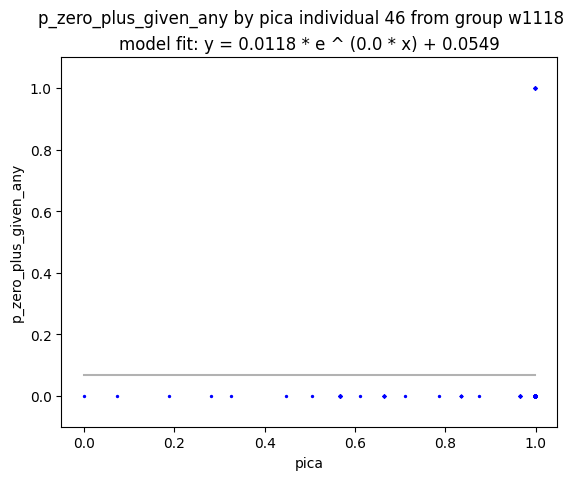 p_zero_plus_given_any by pica individual 46 from group w1118
model fit: y = 0.0118 * e ^ (0.0 * x) + 0.0549
1.0
0.8
0.6
0.4
0.2
0.0
p_zero_plus_given_any
0.0 0.2 0.4 0.6 0.8 1.0
pica